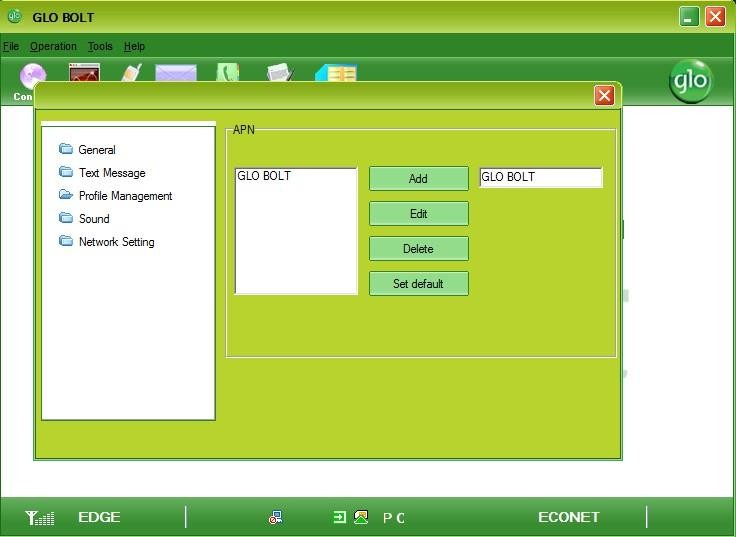 GLO BOLT
File Operation Tools Help
Con
glo
APN
General
Text Message
Profile Management
Sound
Network Setting
GLO BOLT
Add
GLO BOLT
Edit
Delete
Set default
EDGE
ECONET